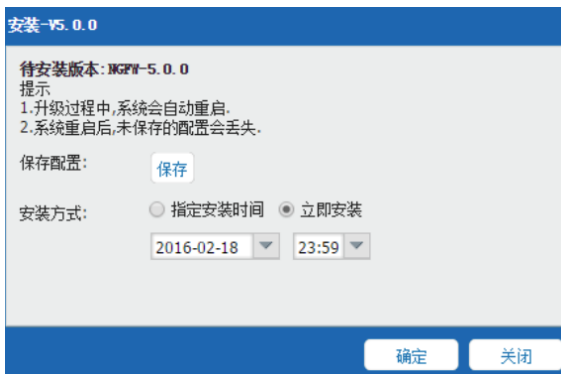 安装-V5.0.0
待安装版本:NGFW-5.0.0
提示
1.升级过程中,系统会自动重启.
2.系统重启后,未保存的配置会丢失.
保存配置: 保存
安装方式: 指定安装时间 立即安装
2016-02-18 23:59
确定 关闭